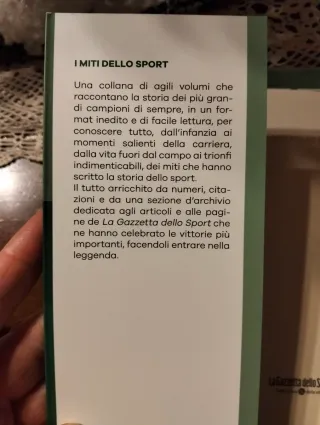 I MITI DELLO SPORT
Una collana di agili volumi che
raccontano la storia dei più gran-
di campioni di sempre, in un for-
mat inedito e di facile lettura, per
conoscere tutto, dall'infanzia ai
momenti salienti della carriera,
dalla vita fuori dal campo ai trionfi
indimenticabili, dei miti che hanno
scritto la storia dello sport.
Il tutto arricchito da numeri, cita-
zioni e da una sezione d'archivio
dedicata agli articoli e alle pagi-
ne de La Gazzetta dello Sport che
ne hanno celebrato le vittorie più
importanti, facendoli entrare nella
leggenda.
La Gazzetta dello S